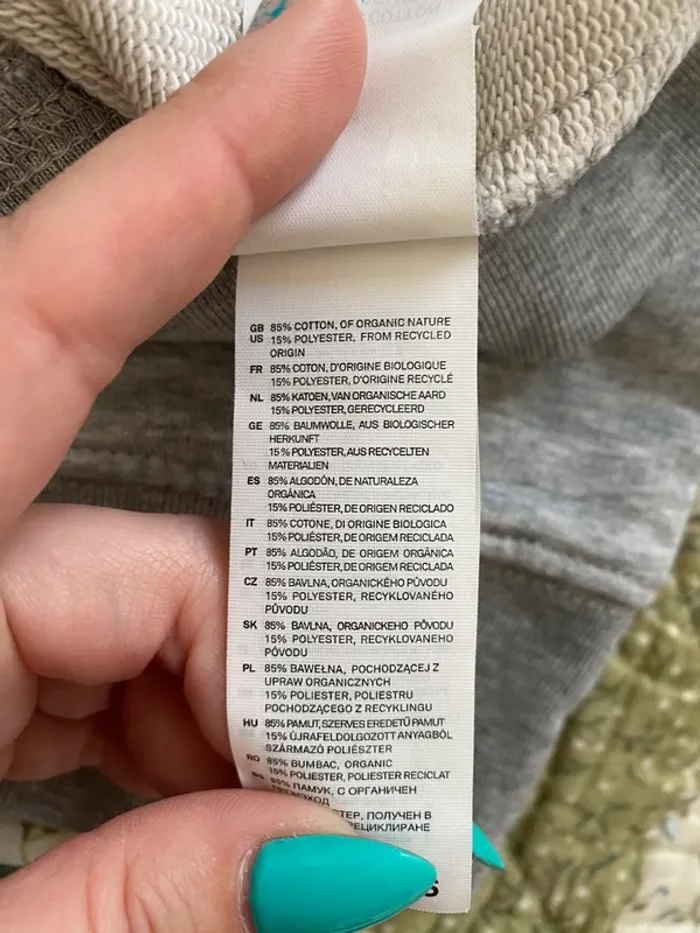 GB 85% COTTON, OF ORGANIC NATURE
US 15% POLYESTER, FROM RECYCLED
ORIGIN
FR 85% COTON, D'ORIGINE BIOLOGIQUE
15% POLYESTER, D'ORIGINE RECYCLÉ
NL 85% KATOEN, VAN ORGANISCHE AARD
15% POLYESTER, GERECYCLEERD
GE 85% BAUMWOLLE, AUS BIOLOGISCHER
HERKUNFT
15% POLYESTER, AUS RECYCELTEN
MATERIALIEN
ES 85% ALGODÓN, DE NATURALEZA
ORGÂNICA
15% POLIÉSTER, DE ORIGEN RECICLADO
IT 85% COTONE, DI ORIGINE BIOLOGICA
15% POLIÉSTER, DE ORIGEM RECICLADA
PT 85% ALGODÃO, DE ORIGEM ORGÂNICA
15% POLIÉSTER, DE ORIGEM RECICLADA
CZ 85% BAVLNA, ORGANICKÉHO PŮVODU
15% POLYESTER, RECYKLOVANÉHO
PŮVODU
SK 85% BAVLNA, ORGANICKEHO PŮVODU
15% POLYESTER, RECYKLOVANÉHO
PŮVODU
PL 85% BAWEŁNA, POCHODZĄCEJ Z
UPRAW ORGANICZNYCH
15% POLIESTER, POLIESTRU
POCHODZĄCEGO Z RECYKLINGU
HU 85% PAMUT, SZERVES EREDETŰ PAMUT
15% ÚJRAFELDOLGOZOTT ANYAGBÓL
SZÁRMAZÓ POLIÉSZTER
RO 85% BUMBAC, ORGANIC
15% POLIESTER, POLIESTER RECICLAT
BG 85% ПАМУК, С ОРГАНИЧЕН
ПРОИЗХОД
ПОЛУЧЕН В